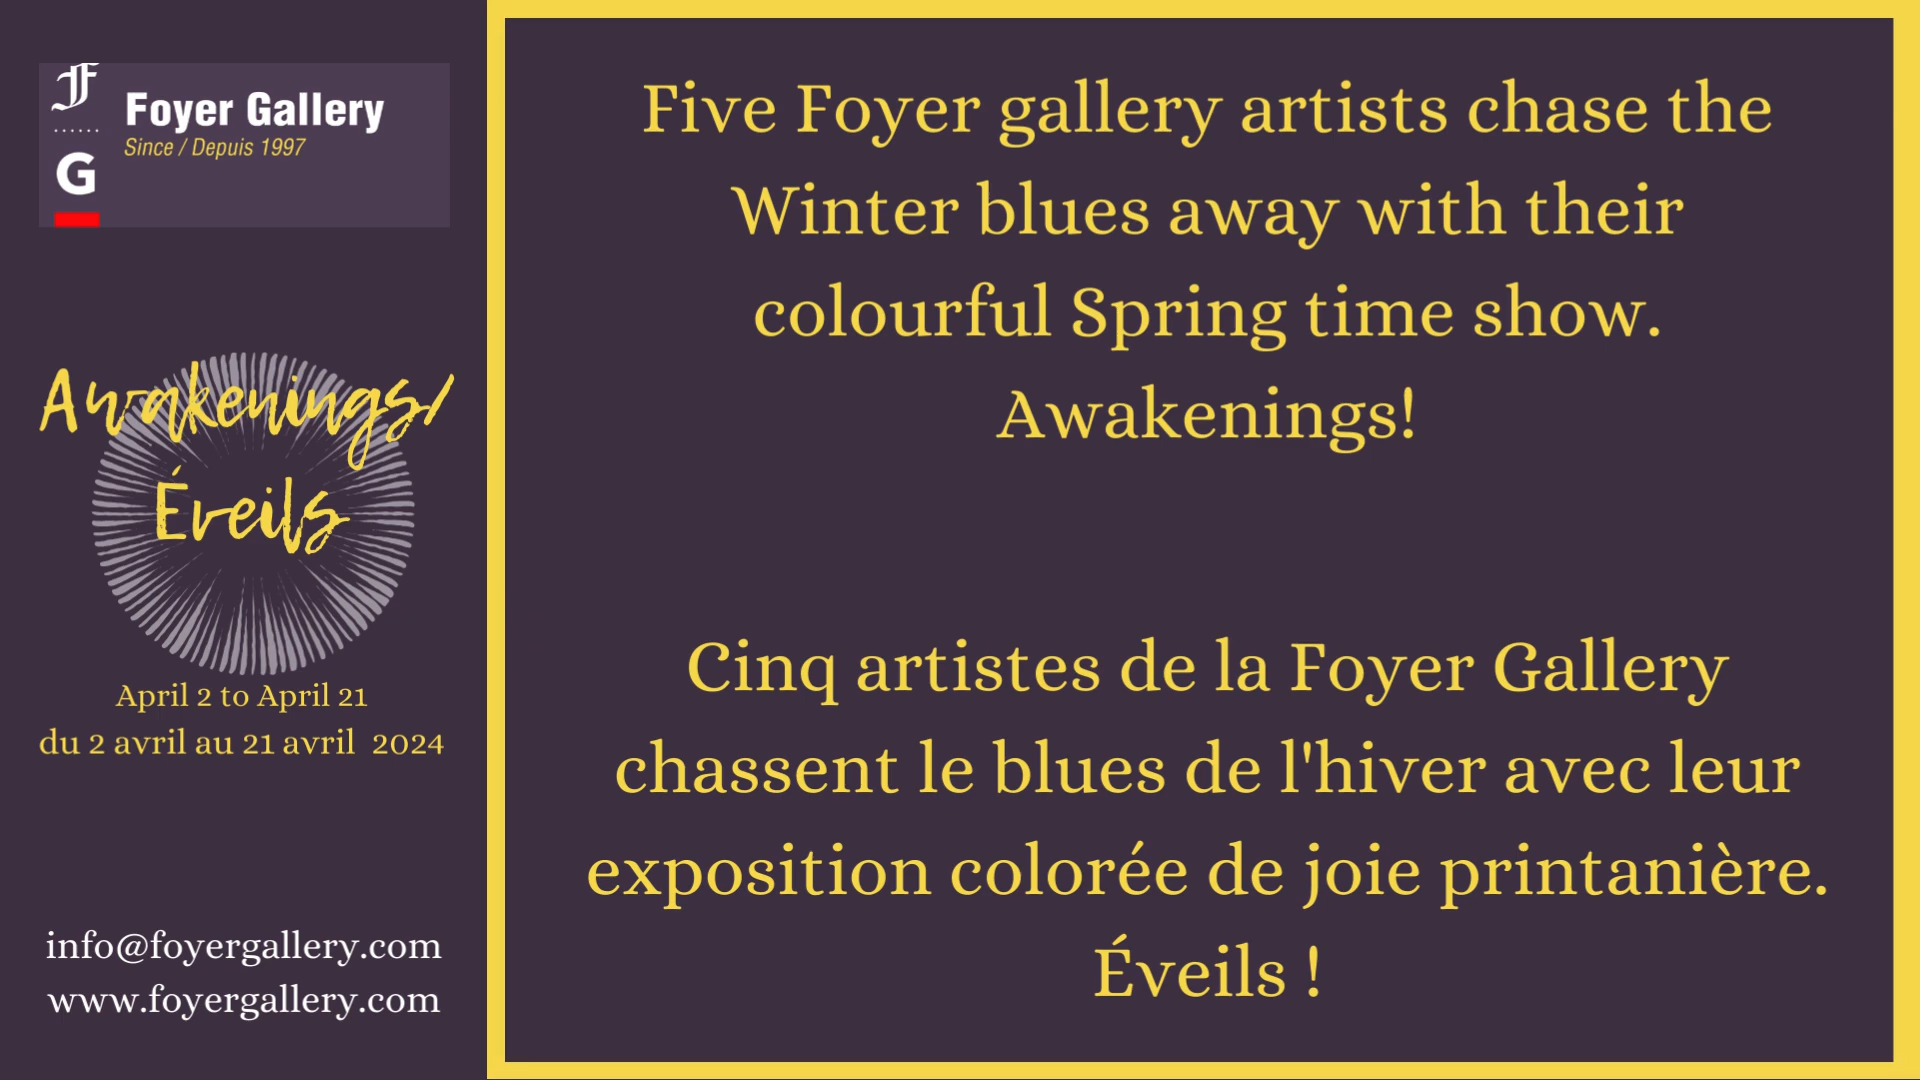 F
......
G
Foyer Gallery
Since / Depuis 1997
Awakenings/
Éveils
April 2 to April 21
du 2 avril au 21 avril 2024
info@foyergallery.com
www.foyergallery.com
Five Foyer gallery artists chase the
Winter blues away with their
colourful Spring time show.
Awakenings!
Cinq artistes de la Foyer Gallery
chassent le blues de l'hiver avec leur
exposition colorée de joie printanière.
Éveils !